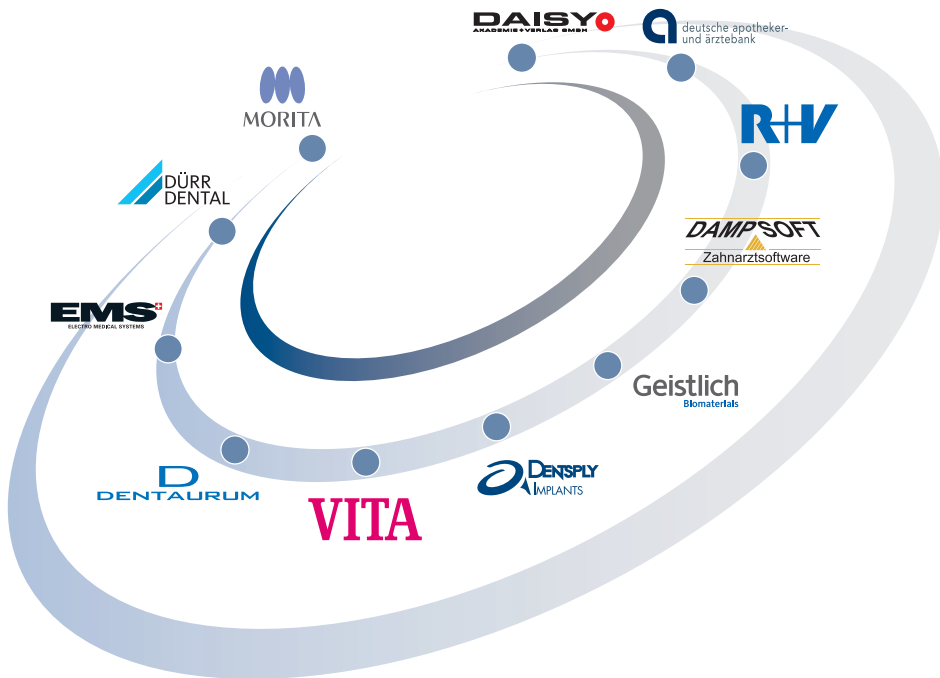 DAISY
AKADEMIE+VERLAG GMBH
deutsche apotheker-
und ärztebank
MORITA
R+V
DÜRR
DENTAL
DAMPSOFT
Zahnarztsoftware
EMS
ELECTRO MEDICAL SYSTEMS
Geistlich
Biomaterials
DENTSPLY
IMPLANTS
D
DENTAURUM
VITA